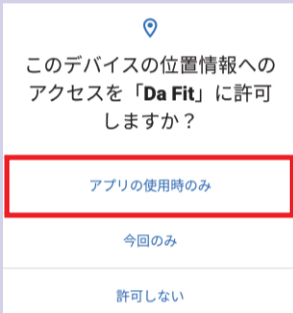 このデバイスの位置情報への
アクセスを「Da Fit」に許可
しますか？
アプリの使用時のみ
今回のみ
許可しない